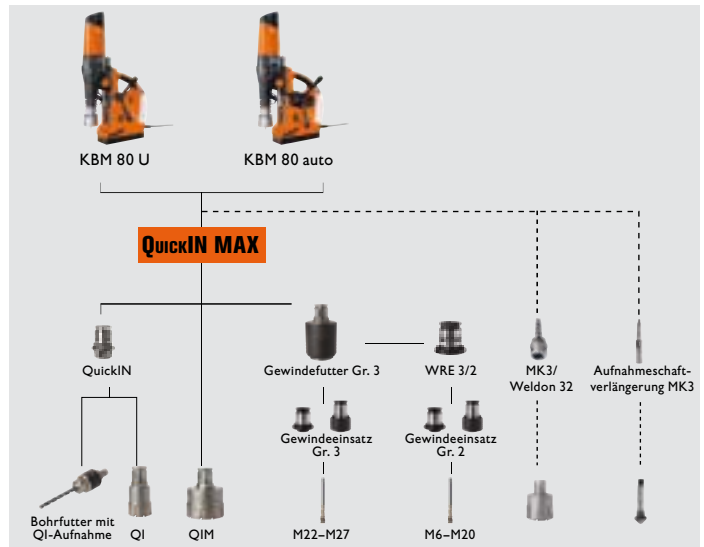 KBM 80 U
KBM 80 auto
QuickIN MAX
QuickIN
Gewindefutter Gr. 3
WRE 3/2
MK3/
Weldon 32
Aufnahmeschaft-
verlängerung MK3
Gewindeeinsatz
Gr. 3
Gewindeeinsatz
Gr. 2
Bohrfutter mit
QI-Aufnahme
QI
QIM
M22–M27
M6–M20